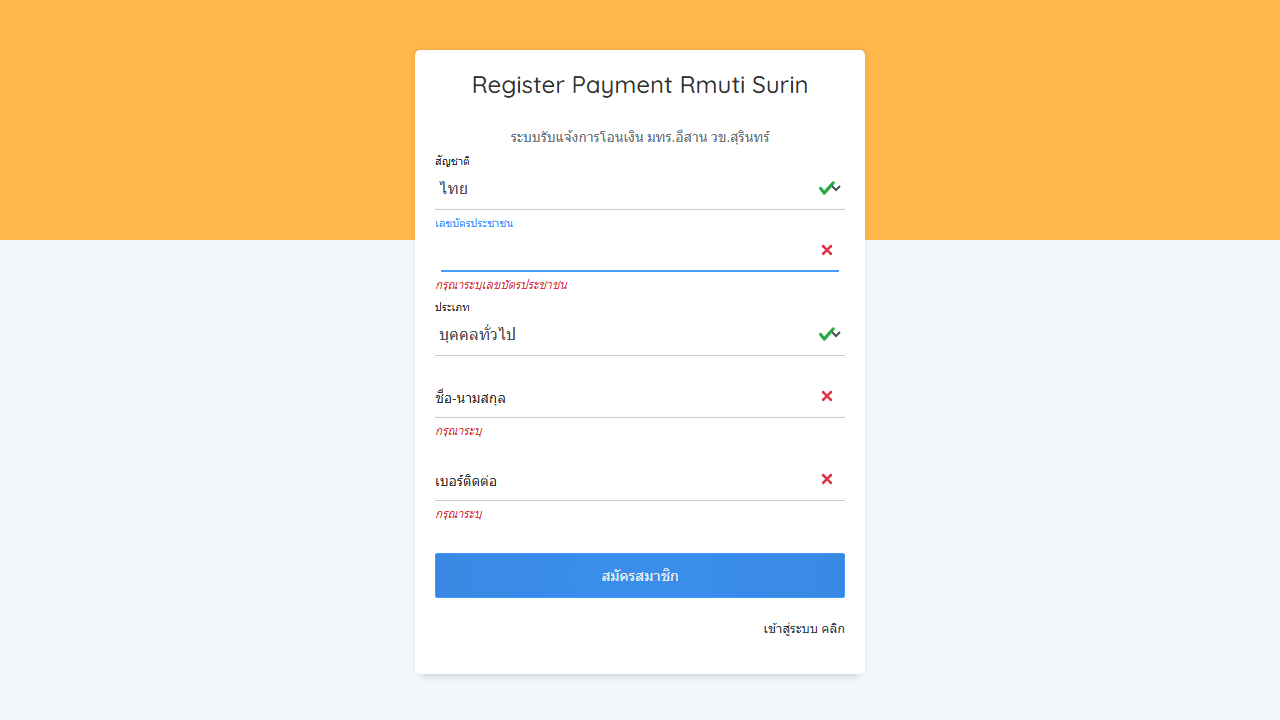 Register Payment Rmuti Surin
ระบบรับแจ้งการโอนเงิน มทร.อีสาน วข.สุรินทร์
สัญชาติ
ไทย
เลขบัตรประชาชน
กรุณาระบุเลขบัตรประชาชน
ประเภท
บุคคลทั่วไป
ชื่อ-นามสกุล
กรุณาระบุ
เบอร์ติดต่อ
กรุณาระบุ
สมัครสมาชิก
เข้าสู่ระบบ คลิก